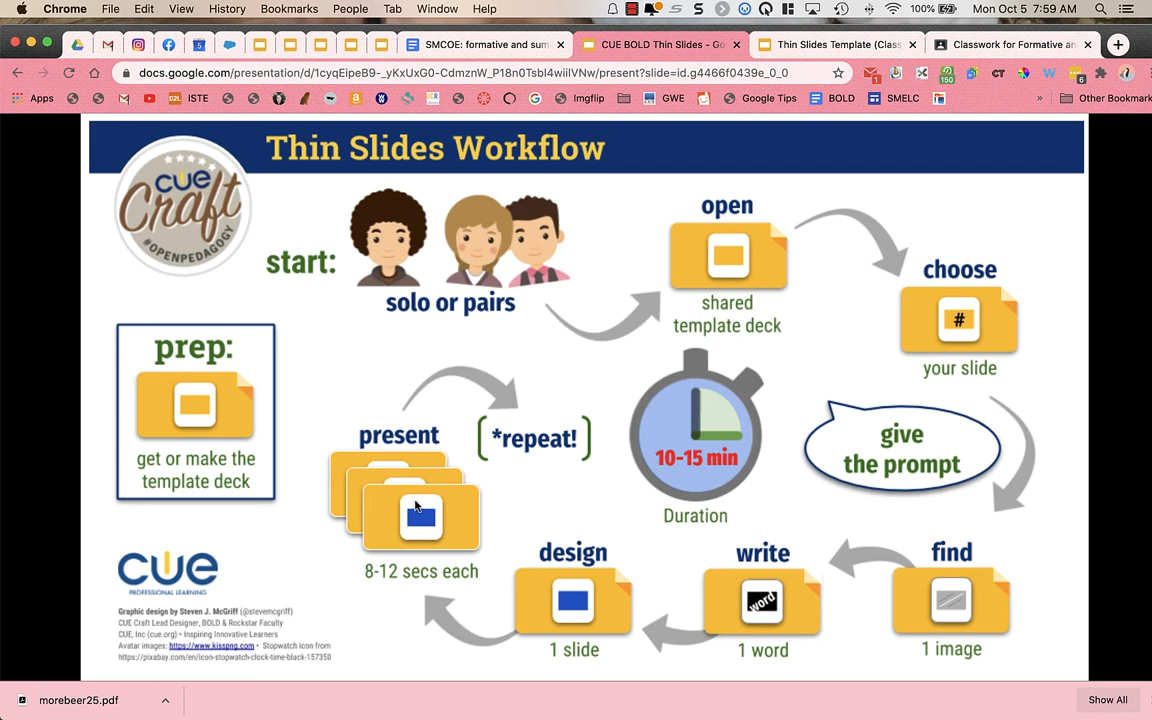 Chrome File Edit View History Bookmarks People Tab Window Help 100% Mon Oct 5 7:59 AM
SMCOE: formative and sum CUE BOLD Thin Slides - Go Thin Slides Template (Class Classwork for Formative an
docs.google.com/presentation/d/1cyqEipeB9-_yKxUxG0-CdmznW_P18n0TsbI4wiilVNw/present?slide=id.g4466f0439e_0_0
Apps ISTE Imgflip GWE Google Tips BOLD SMELC Other Bookmark
Thin Slides Workflow
CUE
Craft
#OPENPEDAGOGY
start:
solo or pairs
open
shared
template deck
choose
#
your slide
prep:
get or make the
template deck
give
the prompt
10-15 min
Duration
find
1 image
write
word
1 word
design
1 slide
present
8-12 secs each
*repeat!
CUE
PROFESSIONAL LEARNING
Graphic design by Steven J. McGriff (@stevemcgriff)
CUE Craft Lead Designer, BOLD & Rockstar Faculty
CUE, Inc (cue.org) • Inspiring Innovative Learners
Avatar images: https://www.kisspng.com • Stopwatch icon from
https://pixabay.com/en/icon-stopwatch-clock-time-black-157350
morebeer25.pdf Show All